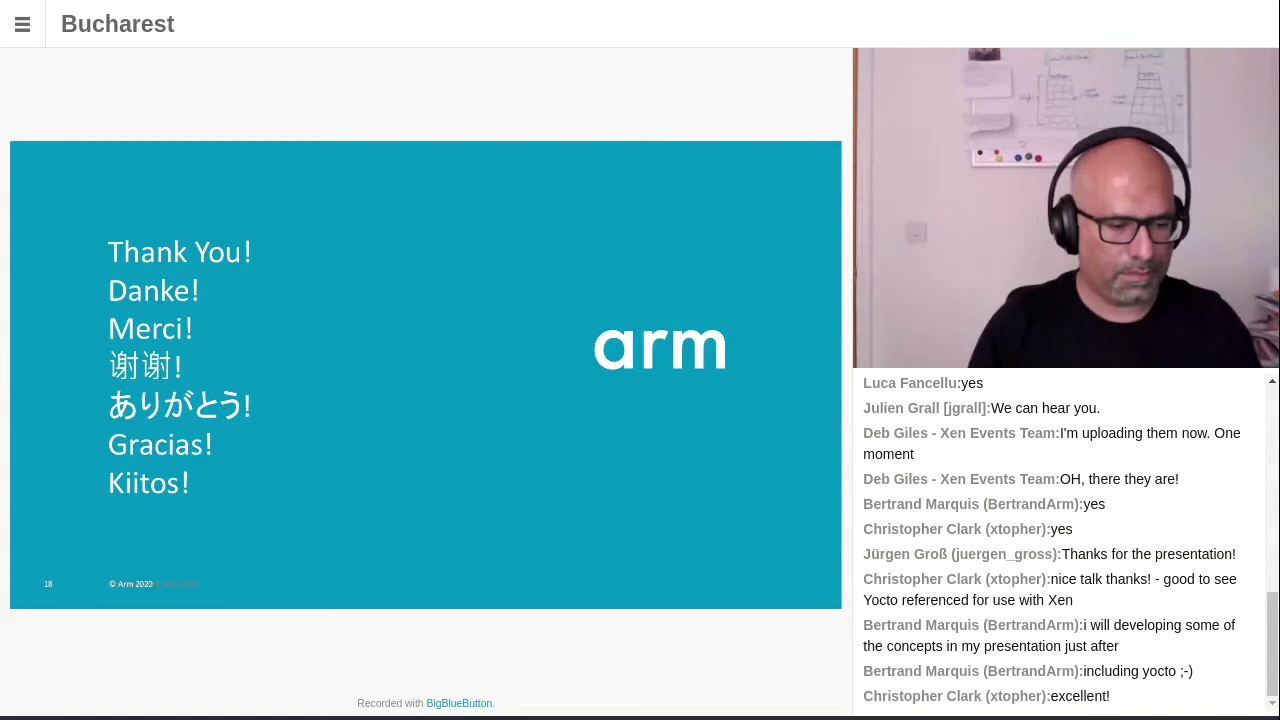 Bucharest
Thank You!
Danke!
Merci!
谢谢!
ありがとう!
Gracias!
Kiitos!
arm
18
© Arm 2020
Recorded with BigBlueButton.
Luca Fancellu:yes
Julien Grall [jgrall]:We can hear you.
Deb Giles - Xen Events Team:I'm uploading them now. One
moment
Deb Giles - Xen Events Team:OH, there they are!
Bertrand Marquis (BertrandArm):yes
Christopher Clark (xtopher):yes
Jürgen Groß (juergen_gross):Thanks for the presentation!
Christopher Clark (xtopher):nice talk thanks! - good to see
Yocto referenced for use with Xen
Bertrand Marquis (BertrandArm):i will developing some of
the concepts in my presentation just after
Bertrand Marquis (BertrandArm):including yocto ;-)
Christopher Clark (xtopher):excellent!